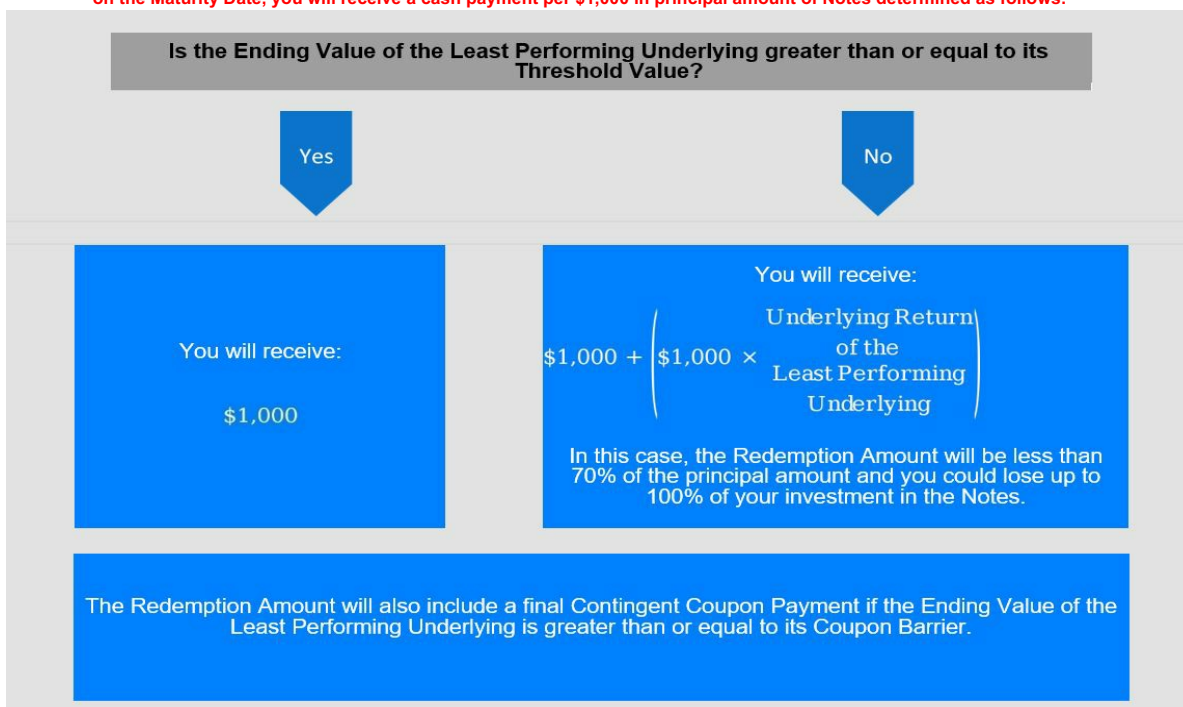 on the Maturity Date, you will receive a cash payment per $1,000 in principal amount of Notes determined as follows:
Is the Ending Value of the Least Performing Underlying greater than or equal to its
Threshold Value?
Yes
No
You will receive:
$1,000
You will receive:
$1,000 + ($1,000 × Underlying Return
of the
Least Performing
Underlying)
In this case, the Redemption Amount will be less than
70% of the principal amount and you could lose up to
100% of your investment in the Notes.
The Redemption Amount will also include a final Contingent Coupon Payment if the Ending Value of the
Least Performing Underlying is greater than or equal to its Coupon Barrier.